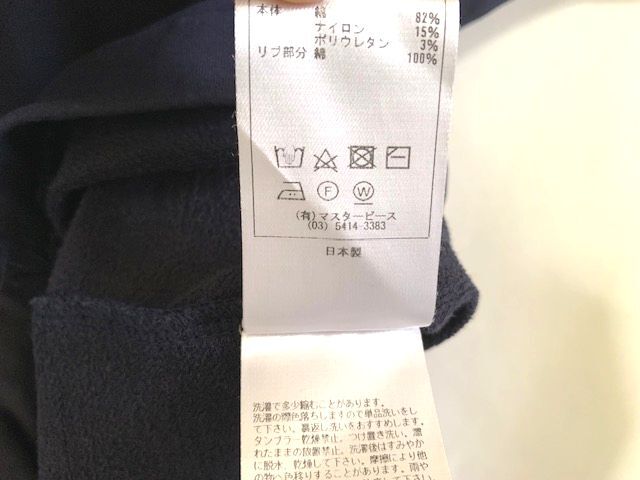 本体 綿 82%
ナイロン 15%
ポリウレタン 3%
リブ部分 綿 100%
F W
(有)マスターピース
(03) 5414-3383
日本製
洗濯で多少縮むことがあります。
洗濯の際色落ちしますので単品洗いをし
て下さい。裏返し洗いをおすすめします。
タンブラー乾燥禁止。つけ置き洗い、濡
れたままの放置禁止。洗濯後はすみやか
に脱水、乾燥して下さい。摩擦により他
の物へ色移りすることがあります。雨や